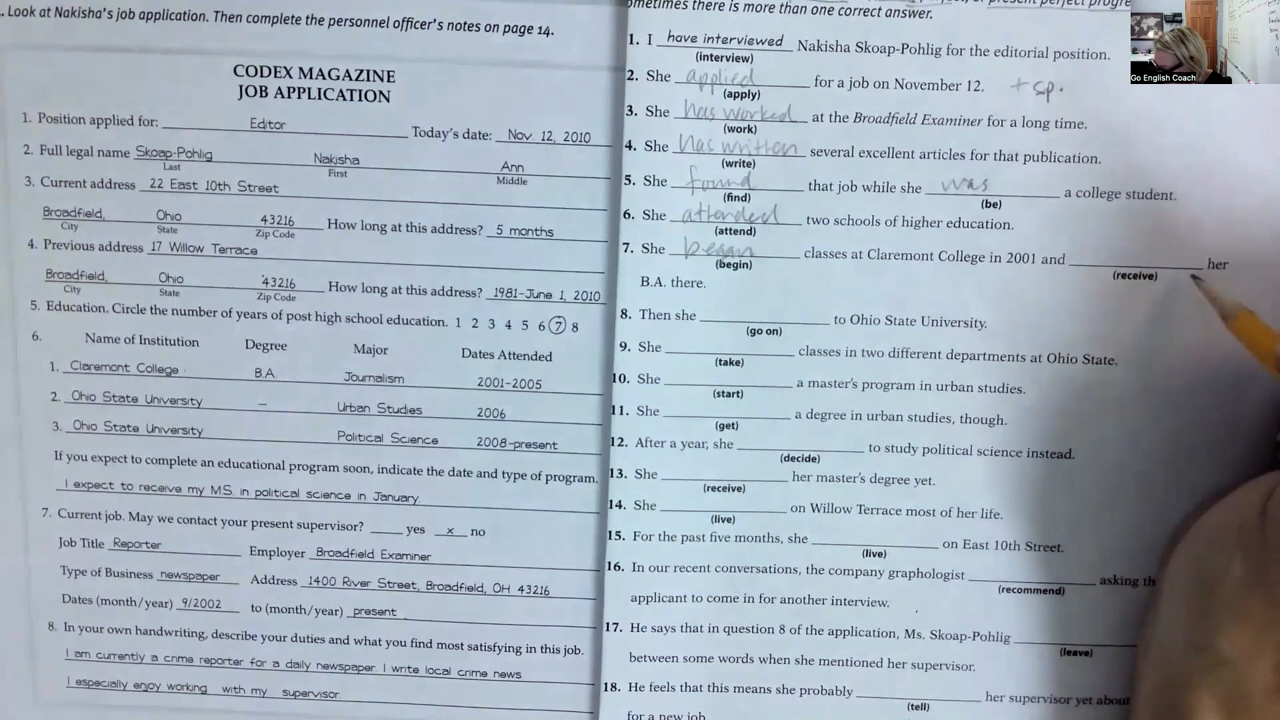 . Look at Nakisha's job application. Then complete the personnel officer's notes on page 14.
CODEX MAGAZINE
JOB APPLICATION
1. Position applied for: Editor Today's date: Nov. 12, 2010
2. Full legal name Skoap-Pohlig Nakisha Ann
Last First Middle
3. Current address 22 East 10th Street
Broadfield, Ohio 43216 How long at this address? 5 months
City State Zip Code
4. Previous address 17 Willow Terrace
Broadfield, Ohio 43216 How long at this address? 1981-June 1, 2010
City State Zip Code
5. Education. Circle the number of years of post high school education. 1 2 3 4 5 6 7 8
6. Name of Institution Degree Major Dates Attended
1. Claremont College B.A. Journalism 2001-2005
2. Ohio State University – Urban Studies 2006
3. Ohio State University Political Science 2008-present
If you expect to complete an educational program soon, indicate the date and type of program.
I expect to receive my M.S. in political science in January.
7. Current job. May we contact your present supervisor? ____ yes x no
Job Title Reporter Employer Broadfield Examiner
Type of Business newspaper Address 1400 River Street, Broadfield, OH 43216
Dates (month/year) 9/2002 to (month/year) present
8. In your own handwriting, describe your duties and what you find most satisfying in this job.
I am currently a crime reporter for a daily newspaper. I write local crime news
I especially enjoy working with my supervisor.
ometimes there is more than one correct answer.
1. I have interviewed Nakisha Skoap-Pohlig for the editorial position.
(interview)
2. She applied for a job on November 12. + sp.
(apply)
3. She has worked at the Broadfield Examiner for a long time.
(work)
4. She has written several excellent articles for that publication.
(write)
5. She found that job while she was a college student.
(find) (be)
6. She attended two schools of higher education.
(attend)
7. She began classes at Claremont College in 2001 and ____ her
(begin) (receive)
B.A. there.
8. Then she ____ to Ohio State University.
(go on)
9. She ____ classes in two different departments at Ohio State.
(take)
10. She ____ a master's program in urban studies.
(start)
11. She ____ a degree in urban studies, though.
(get)
12. After a year, she ____ to study political science instead.
(decide)
13. She ____ her master's degree yet.
(receive)
14. She ____ on Willow Terrace most of her life.
(live)
15. For the past five months, she ____ on East 10th Street.
(live)
16. In our recent conversations, the company graphologist ____ asking th
(recommend)
applicant to come in for another interview.
17. He says that in question 8 of the application, Ms. Skoap-Pohlig ____
(leave)
between some words when she mentioned her supervisor.
18. He feels that this means she probably ____ her supervisor yet about
(tell)
for a new job.
Go English Coach